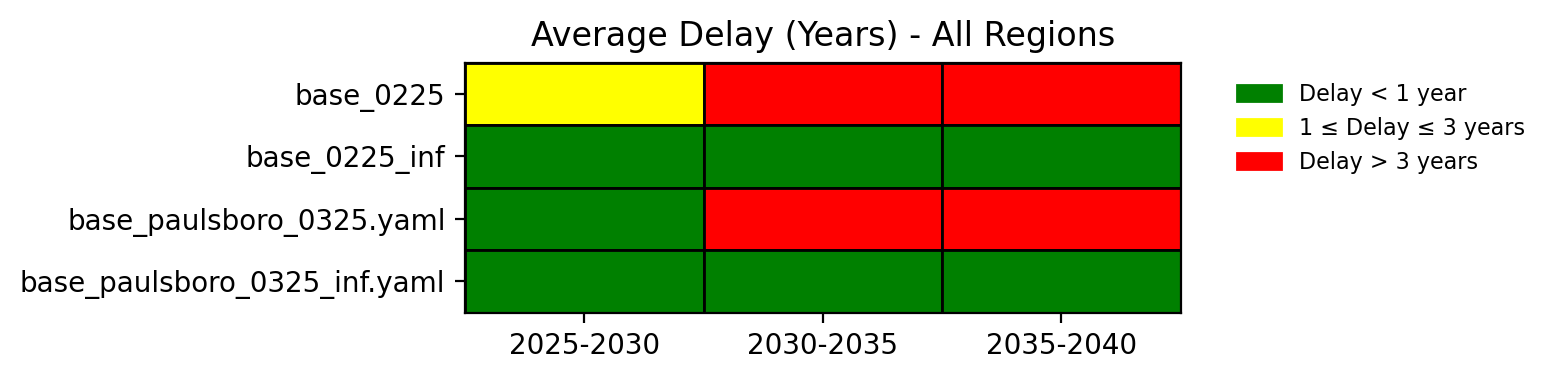 Average Delay (Years) - All Regions
base_0225
base_0225_inf
base_paulsboro_0325.yaml
base_paulsboro_0325_inf.yaml
2025-2030
2030-2035
2035-2040
Delay < 1 year
1 ≤ Delay ≤ 3 years
Delay > 3 years